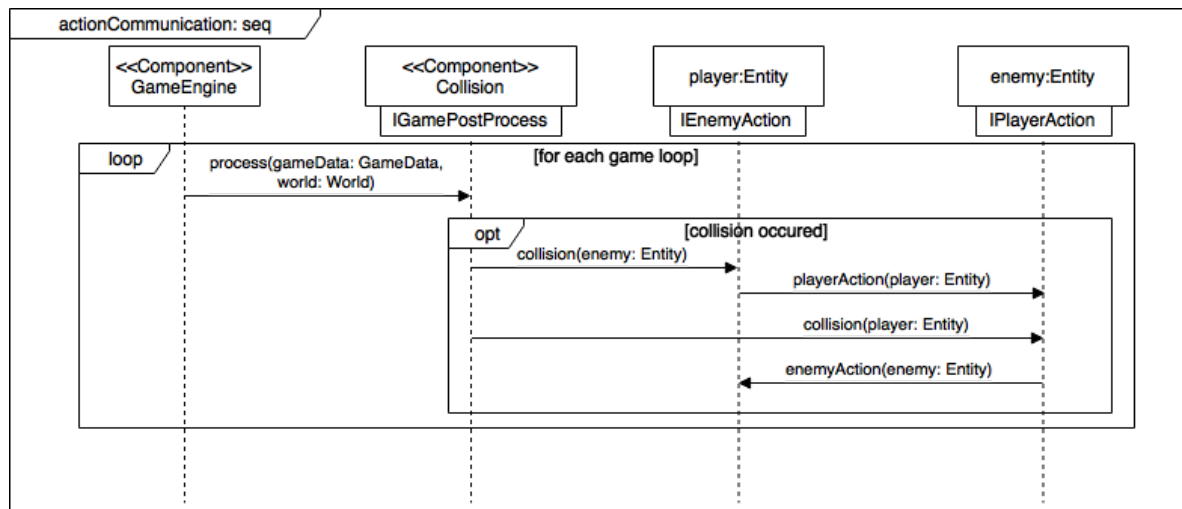 actionCommunication: seq
<<Component>>
GameEngine
<<Component>>
Collision
IGamePostProcess
player:Entity
IEnemyAction
enemy:Entity
IPlayerAction
loop
[for each game loop]
process(gameData: GameData,
world: World)
opt
[collision occured]
collision(enemy: Entity)
playerAction(player: Entity)
collision(player: Entity)
enemyAction(enemy: Entity)